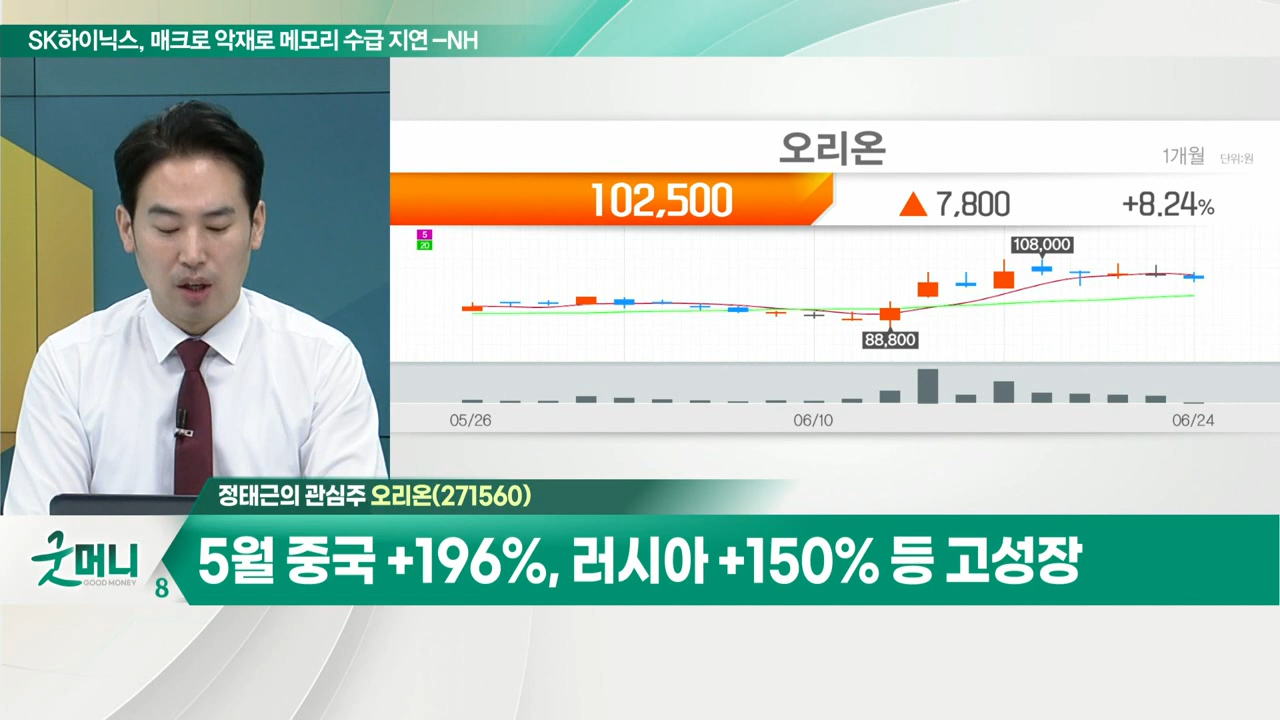 SK하이닉스, 매크로 악재로 메모리 수급 지연-NH
오리온
1개월 단위:원
102,500 ▲ 7,800 +8.24%
5
20
108,000
88,800
05/26 06/10 06/24
정태근의 관심주 오리온(271560)
굿머니
GOOD MONEY
8
5월 중국 +196%, 러시아 +150% 등 고성장